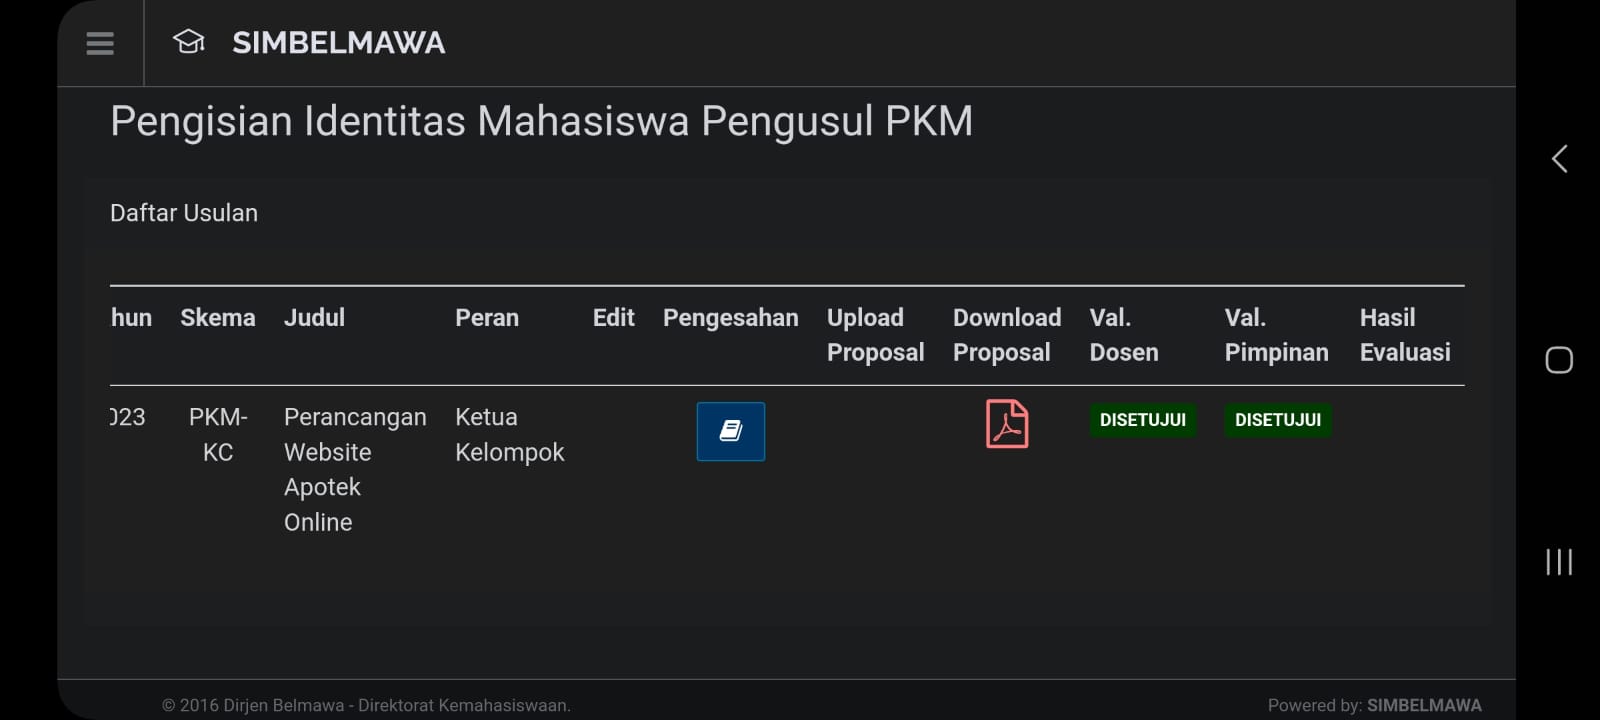 SIMBELMAWA
Pengisian Identitas Mahasiswa Pengusul PKM
Daftar Usulan
hun Skema Judul Peran Edit Pengesahan Upload Proposal Download Proposal Val. Dosen Val. Pimpinan Hasil Evaluasi
023 PKM-KC Perancangan Website Apotek Online Ketua Kelompok DISETUJUI DISETUJUI
© 2016 Dirjen Belmawa - Direktorat Kemahasiswaan. Powered by: SIMBELMAWA